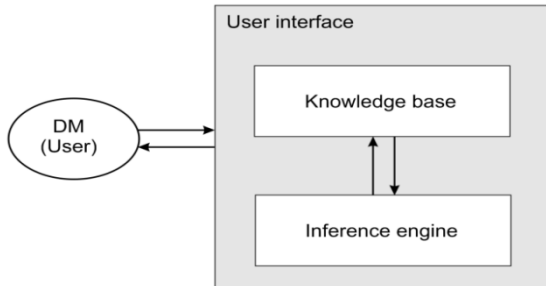 User interface
Knowledge base
DM
(User)
Inference engine